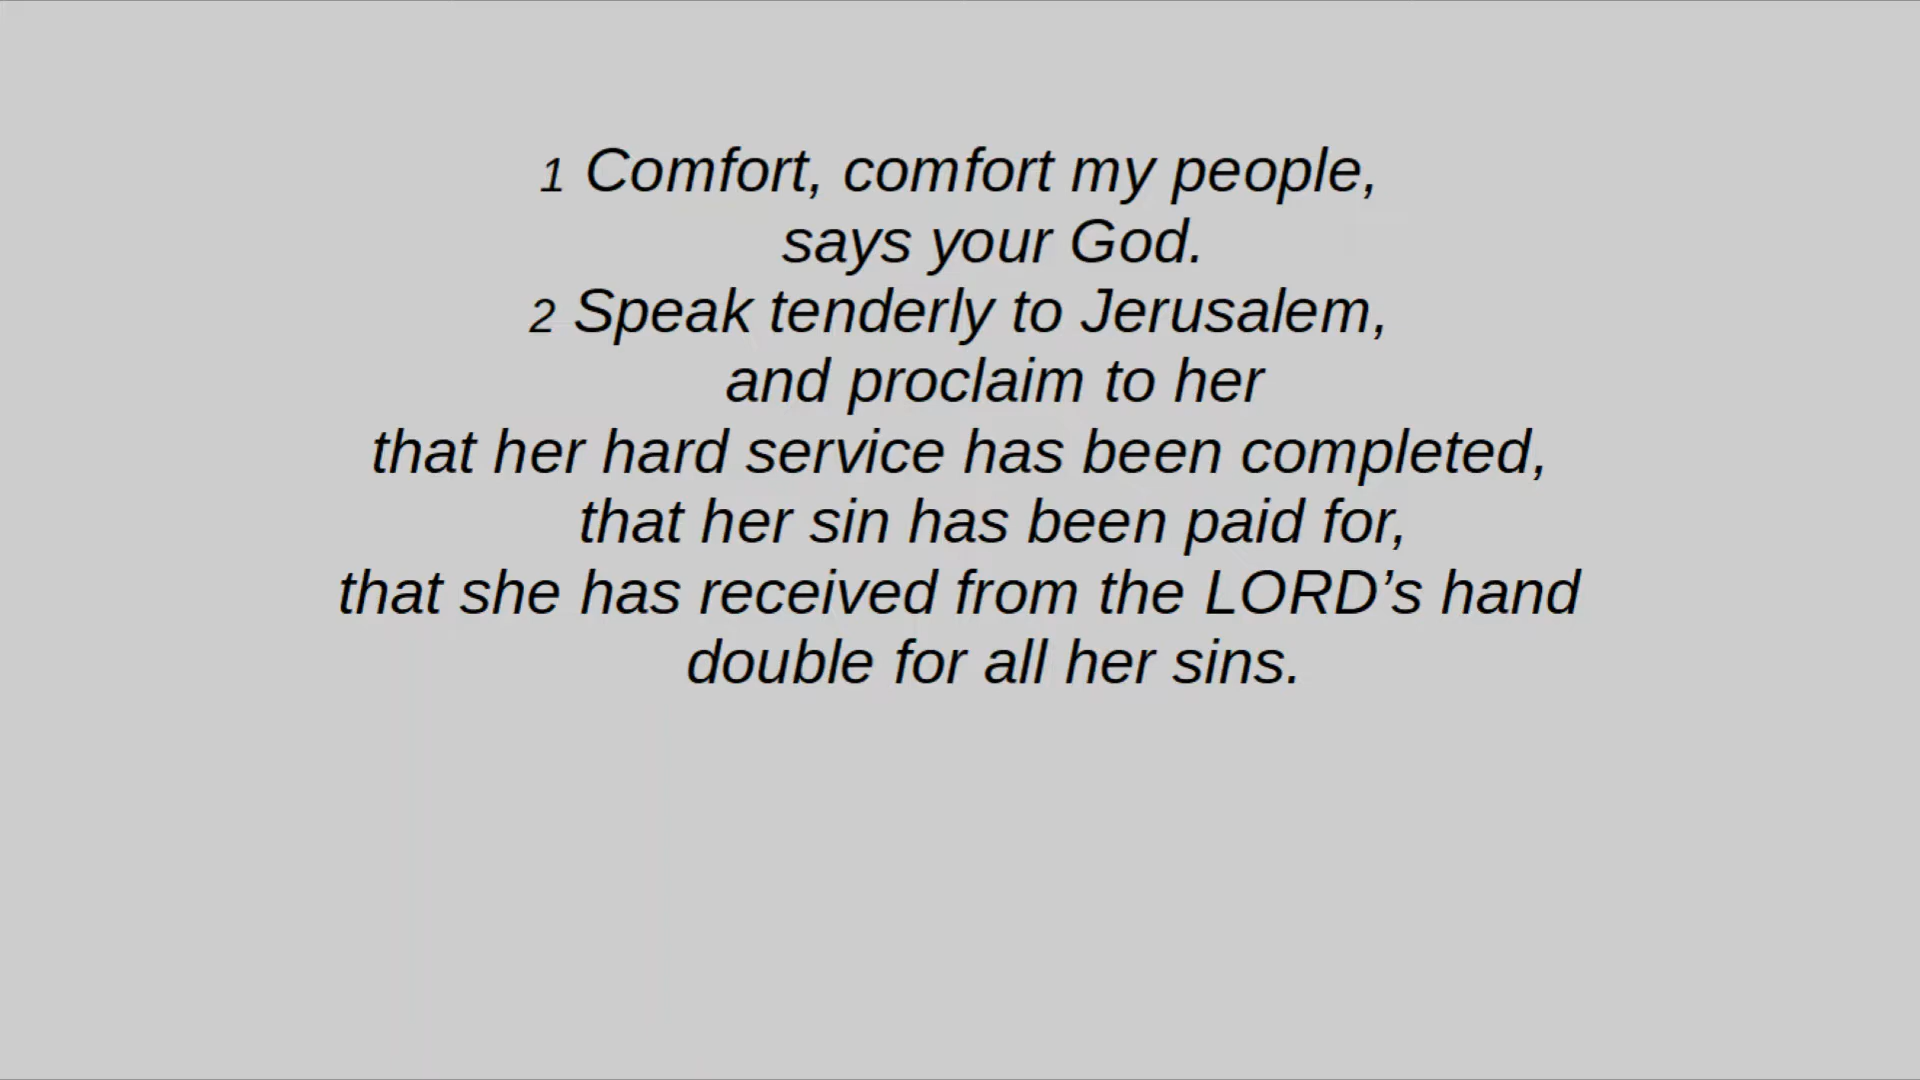 1 Comfort, comfort my people,
says your God.
2 Speak tenderly to Jerusalem,
and proclaim to her
that her hard service has been completed,
that her sin has been paid for,
that she has received from the LORD’s hand
double for all her sins.